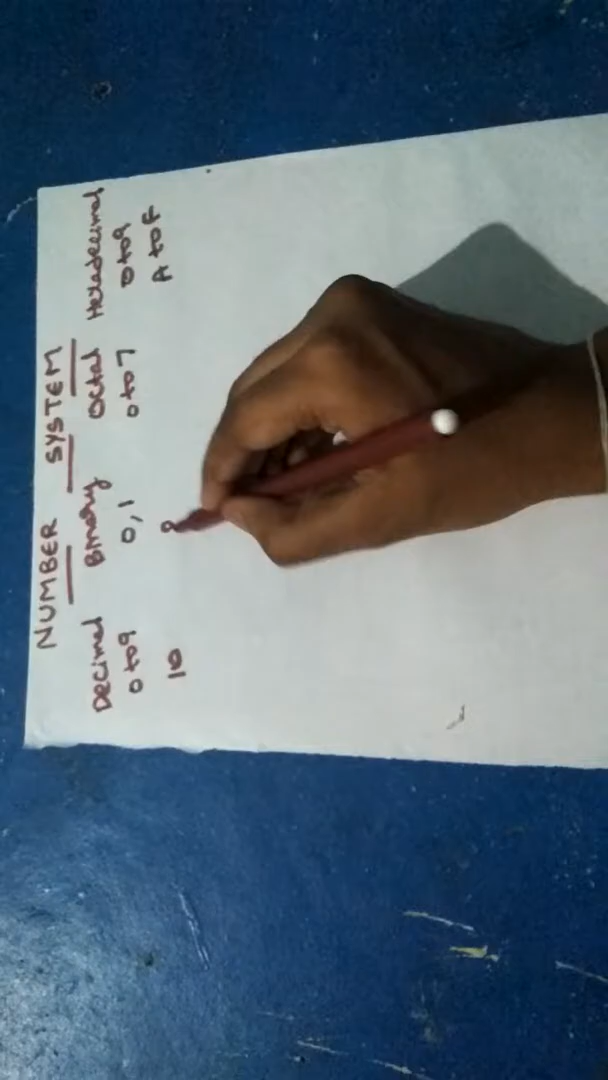 NUMBER SYSTEM
Decimal Binary Octal Hexadecimal
0 to 9 0,1 0 to 7 0 to 9
A to F
10